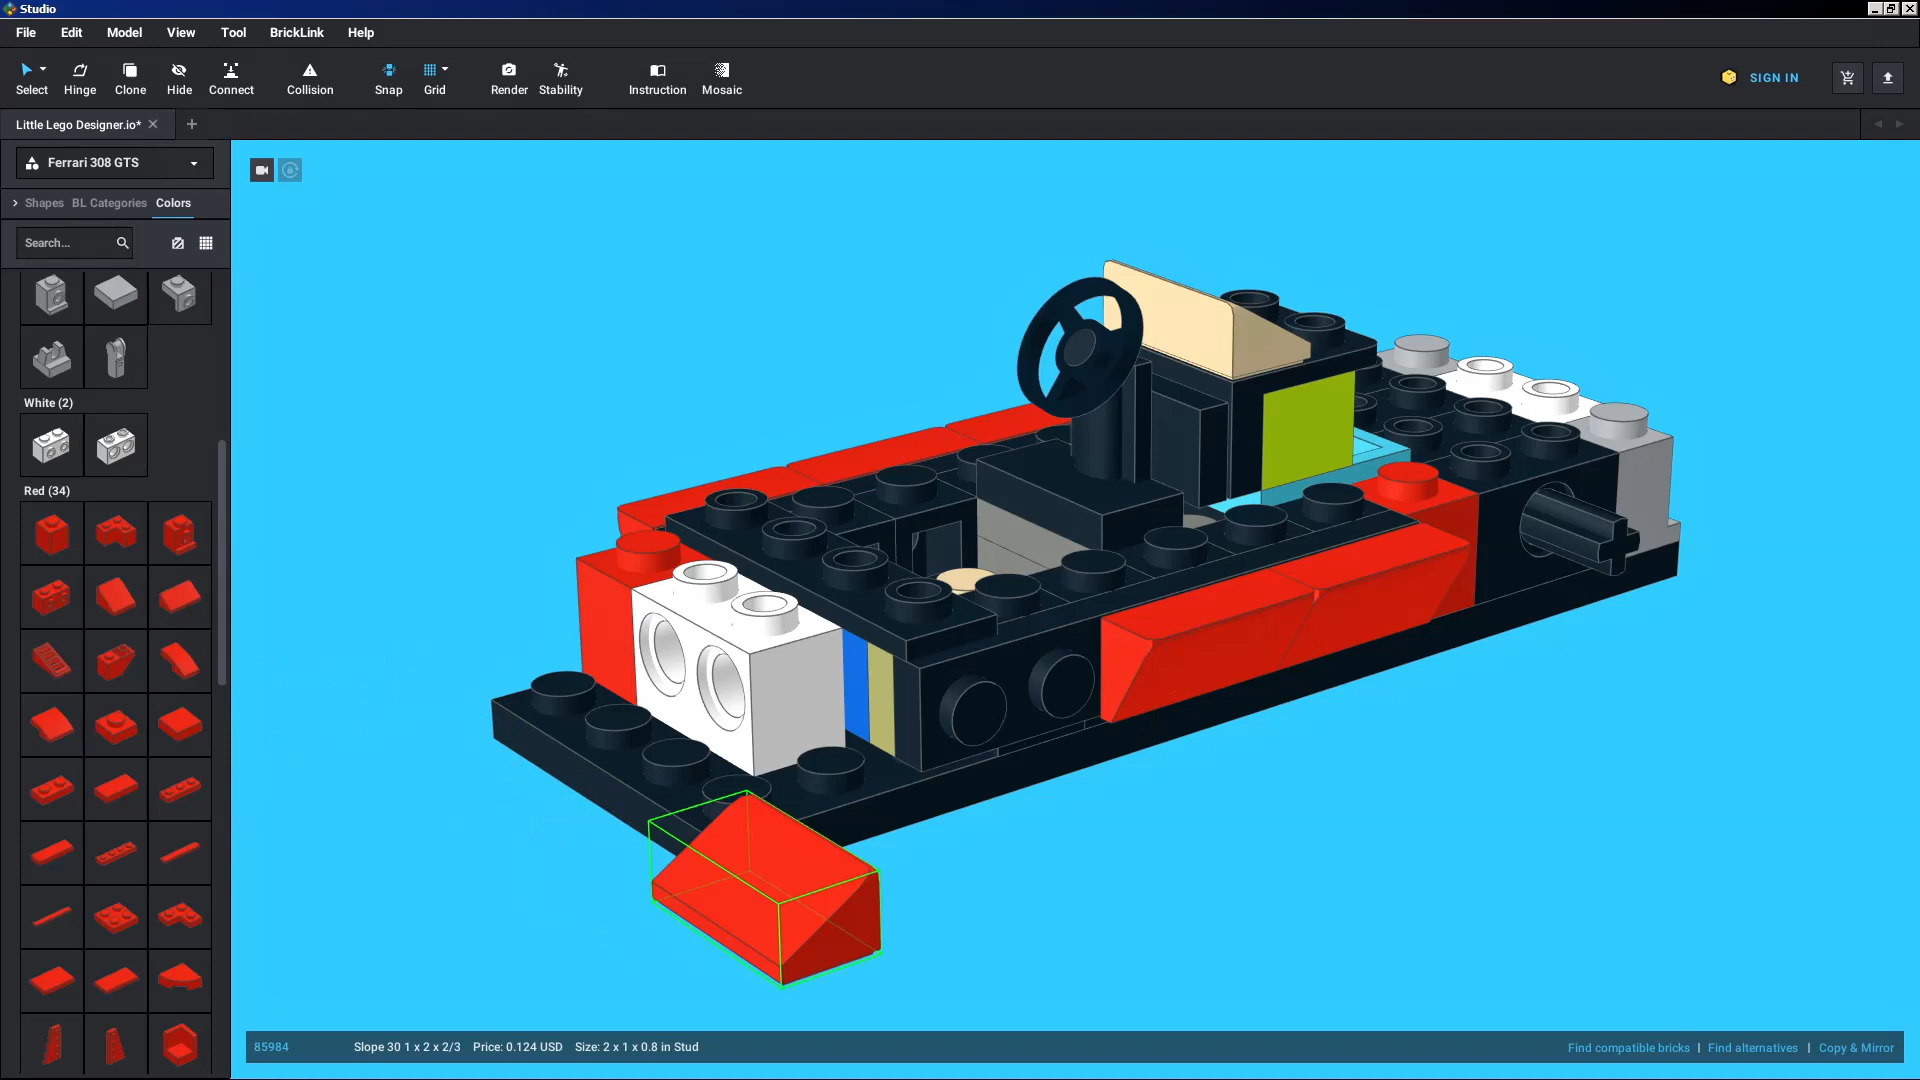 Studio
File Edit Model View Tool BrickLink Help
Select Hinge Clone Hide Connect Collision Snap Grid Render Stability Instruction Mosaic SIGN IN
Little Lego Designer.io*
Ferrari 308 GTS
Shapes BL Categories Colors
Search...
White (2)
Red (34)
85984 Slope 30 1 x 2 x 2/3 Price: 0.124 USD Size: 2 x 1 x 0.8 in Stud Find compatible bricks | Find alternatives | Copy & Mirror